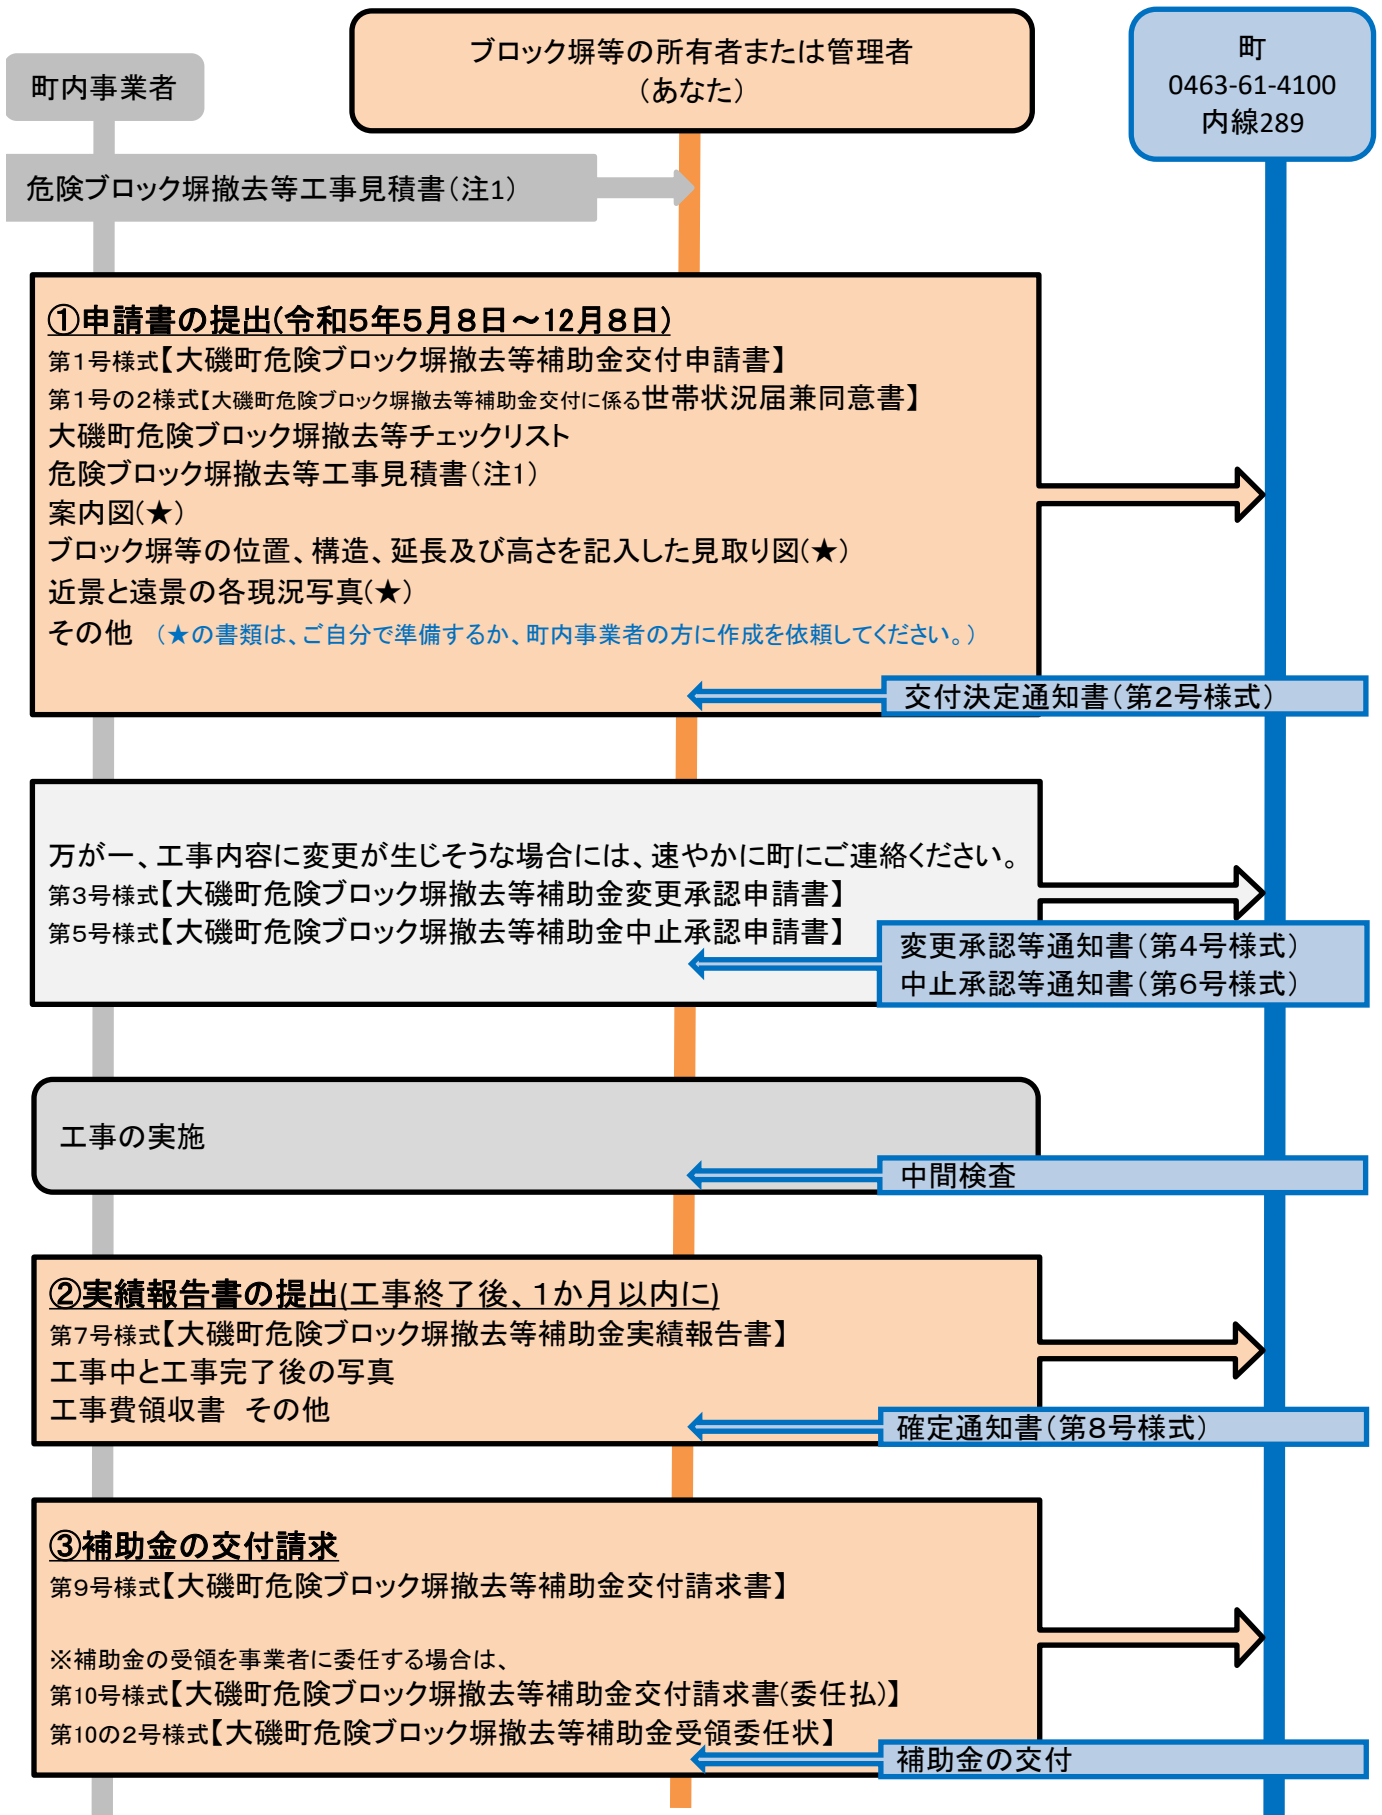 町内事業者
ブロック塀等の所有者または管理者
（あなた）
町
0463-61-4100
内線289
危険ブロック塀撤去等工事見積書（注1）
①申請書の提出(令和5年5月8日～12月8日)
第1号様式【大磯町危険ブロック塀撤去等補助金交付申請書】
第1号の2様式【大磯町危険ブロック塀撤去等補助金交付に係る世帯状況届兼同意書】
大磯町危険ブロック塀撤去等チェックリスト
危険ブロック塀撤去等工事見積書（注1）
案内図(★)
ブロック塀等の位置、構造、延長及び高さを記入した見取り図(★)
近景と遠景の各現況写真(★)
その他　（★の書類は、ご自分で準備するか、町内事業者の方に作成を依頼してください。）
交付決定通知書（第2号様式）
万が一、工事内容に変更が生じそうな場合には、速やかに町にご連絡ください。
第3号様式【大磯町危険ブロック塀撤去等補助金変更承認申請書】
第5号様式【大磯町危険ブロック塀撤去等補助金中止承認申請書】
変更承認等通知書（第4号様式）
中止承認等通知書（第6号様式）
工事の実施
中間検査
②実績報告書の提出(工事終了後、1か月以内に)
第7号様式【大磯町危険ブロック塀撤去等補助金実績報告書】
工事中と工事完了後の写真
工事費領収書　その他
確定通知書（第8号様式）
③補助金の交付請求
第9号様式【大磯町危険ブロック塀撤去等補助金交付請求書】
※補助金の受領を事業者に委任する場合は、
第10号様式【大磯町危険ブロック塀撤去等補助金交付請求書(委任払)】
第10の2号様式【大磯町危険ブロック塀撤去等補助金受領委任状】
補助金の交付